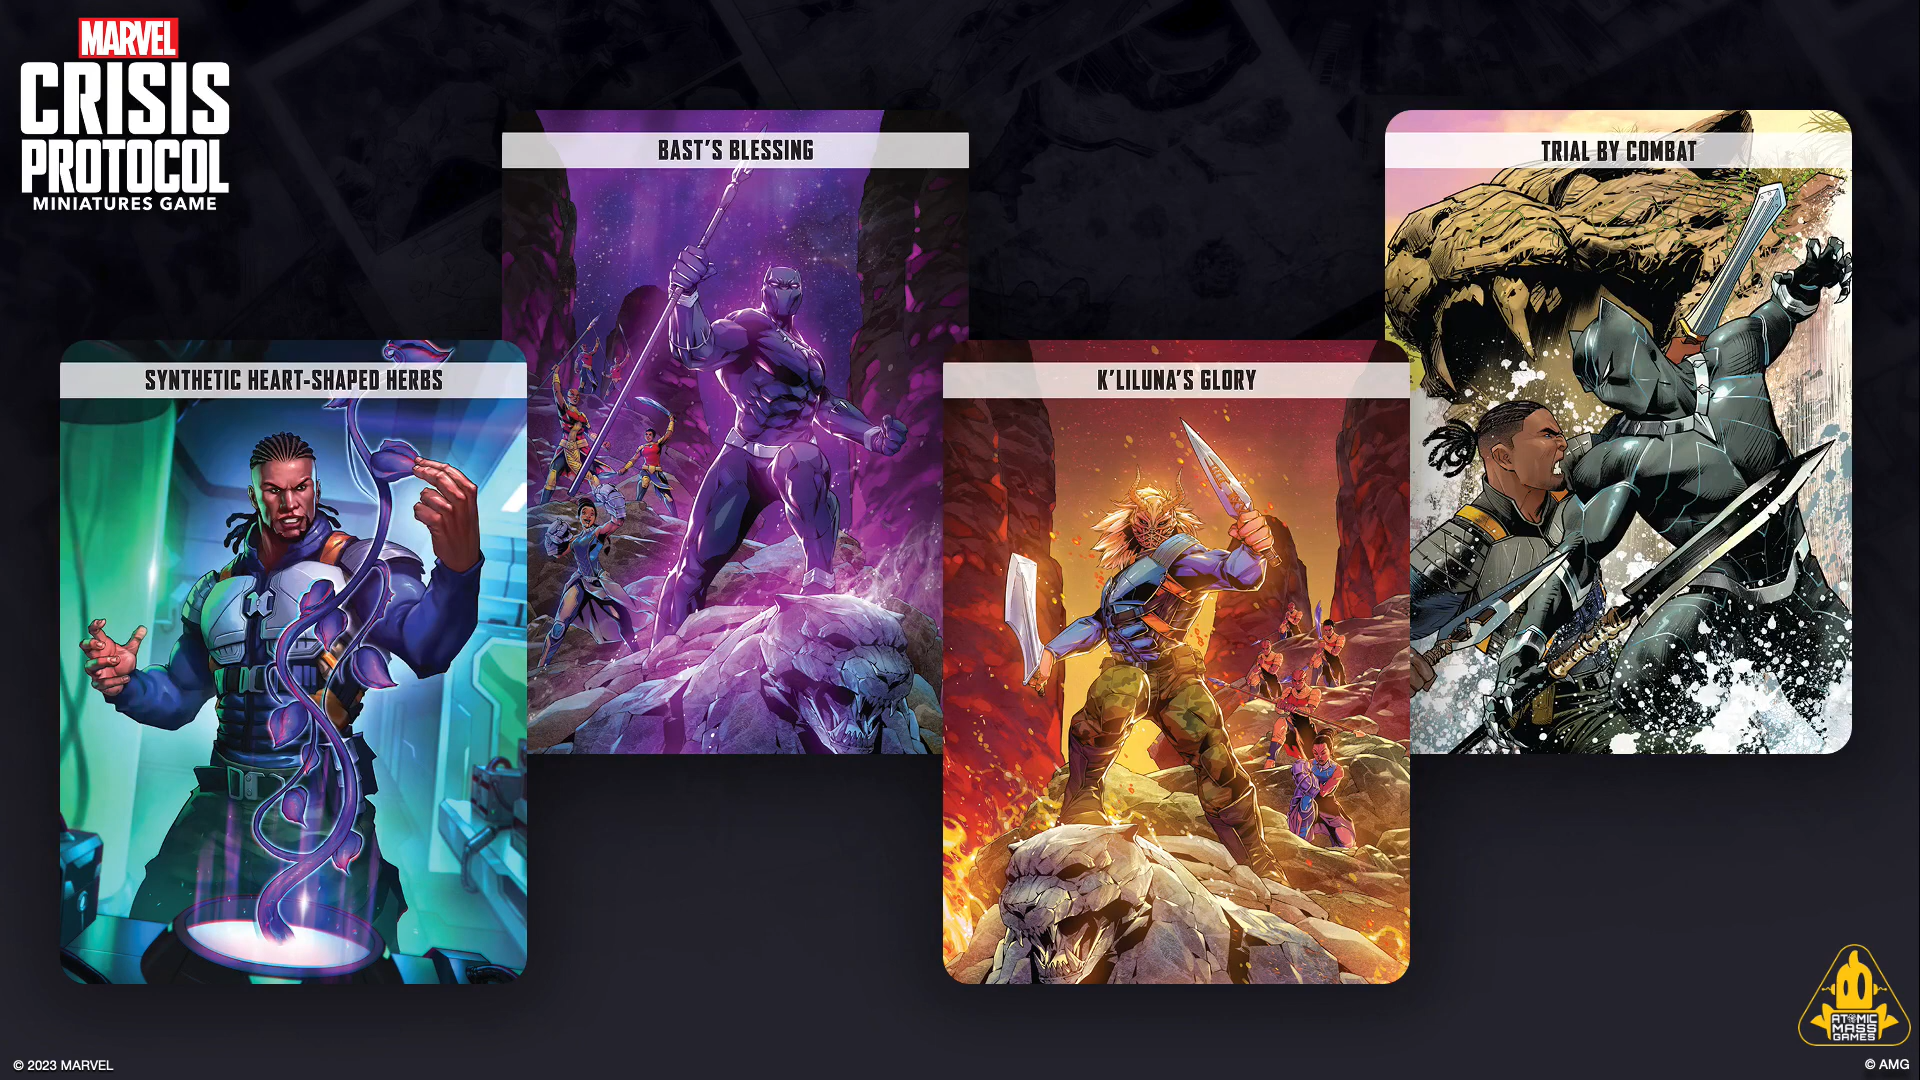 MARVEL
CRISIS
PROTOCOL
MINIATURES GAME
BAST'S BLESSING
TRIAL BY COMBAT
SYNTHETIC HEART-SHAPED HERBS
K'LILUNA'S GLORY
ATOMIC
MASS
GAMES
© 2023 MARVEL
© AMG